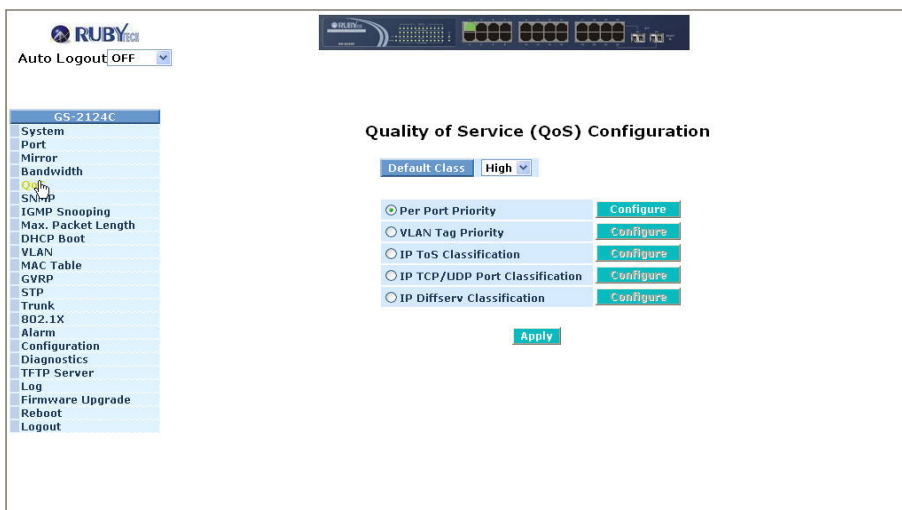 RUBYTECH
Auto Logout OFF
RUBY
GS-2124C
System
Port
Mirror
Bandwidth
QoS
SNMP
IGMP Snooping
Max. Packet Length
DHCP Boot
VLAN
MAC Table
GVRP
STP
Trunk
802.1X
Alarm
Configuration
Diagnostics
TFTP Server
Log
Firmware Upgrade
Reboot
Logout
Quality of Service (QoS) Configuration
Default Class High
Per Port Priority Configure
VLAN Tag Priority Configure
IP ToS Classification Configure
IP TCP/UDP Port Classification Configure
IP Diffserv Classification Configure
Apply